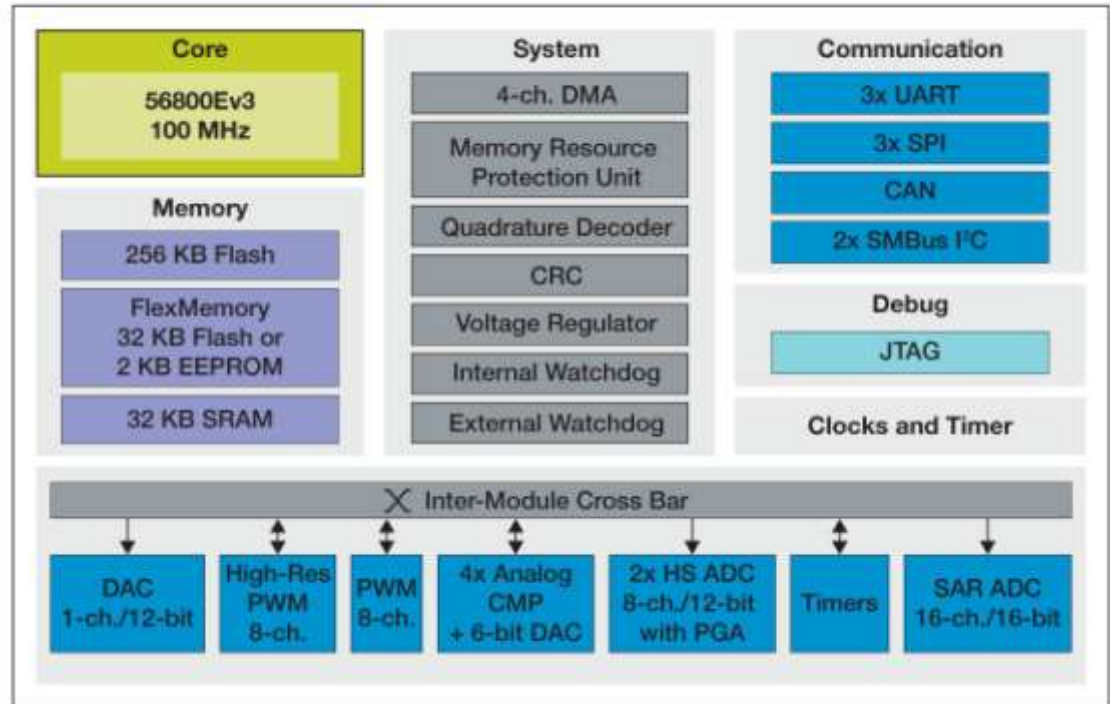 Core
56800Ev3
100 MHz
Memory
256 KB Flash
FlexMemory
32 KB Flash or
2 KB EEPROM
32 KB SRAM
System
4-ch. DMA
Memory Resource
Protection Unit
Quadrature Decoder
CRC
Voltage Regulator
Internal Watchdog
External Watchdog
Communication
3x UART
3x SPI
CAN
2x SMBus I²C
Debug
JTAG
Clocks and Timer
Inter-Module Cross Bar
DAC
1-ch./12-bit
High-Res
PWM
8-ch.
PWM
8-ch.
4x Analog
CMP
+ 6-bit DAC
2x HS ADC
8-ch./12-bit
with PGA
Timers
SAR ADC
16-ch./16-bit